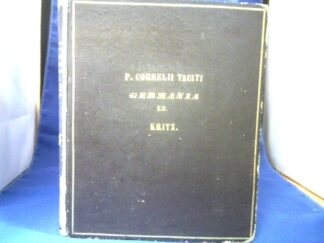 P. CORNELII TACITI
GERMANIA
ED.
KRITZ.